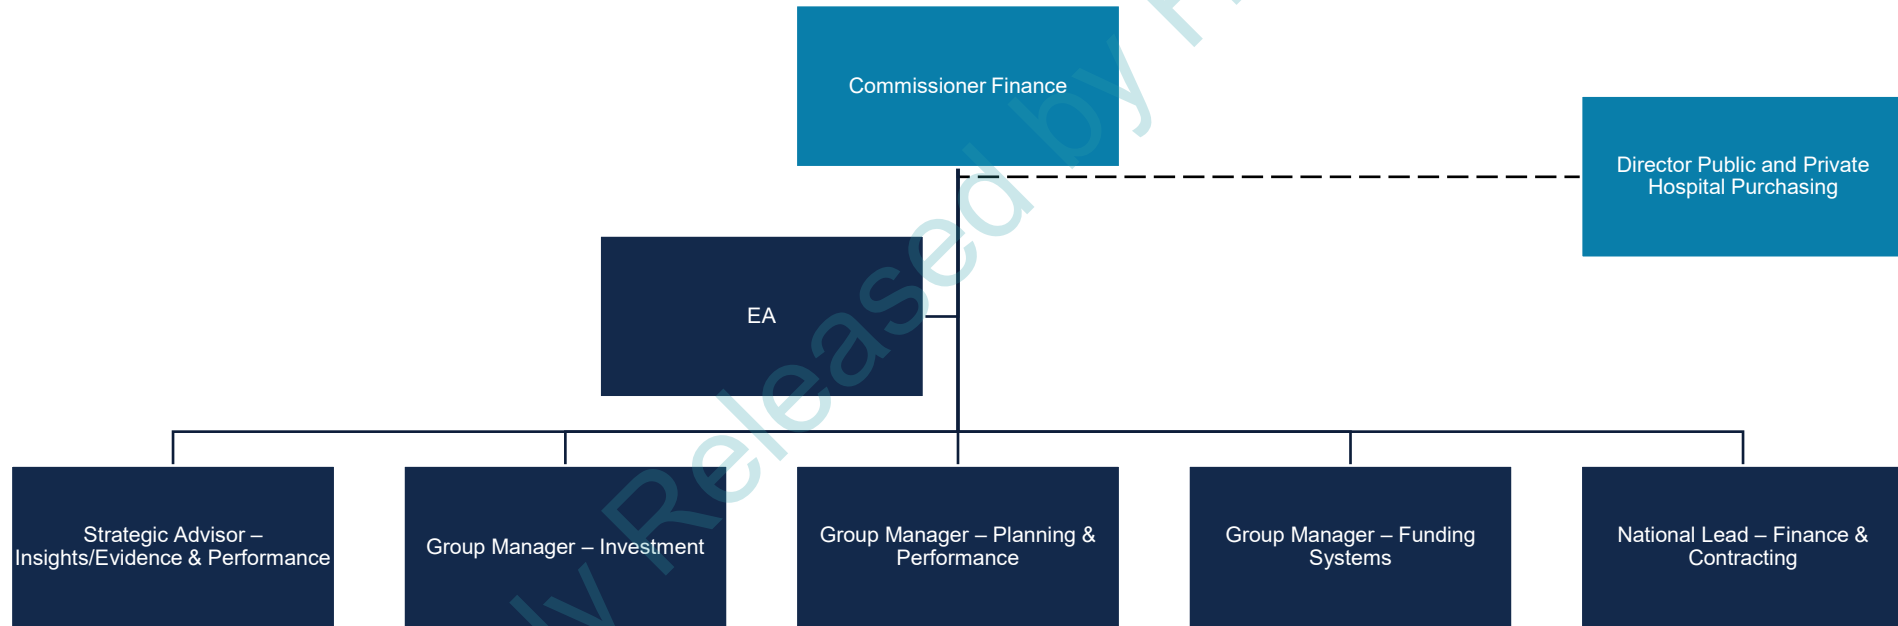 Commissioner Finance
Director Public and Private
Hospital Purchasing
EA
Strategic Advisor –
Insights/Evidence & Performance
Group Manager – Investment
Group Manager – Planning &
Performance
Group Manager – Funding
Systems
National Lead – Finance &
Contracting
Released by